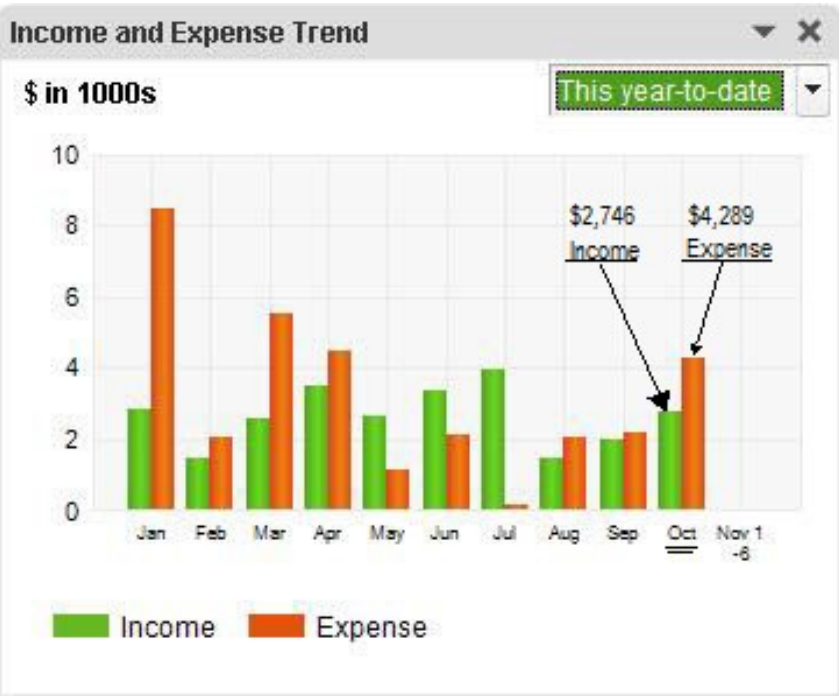 Income and Expense Trend
$ in 1000s
This year-to-date
10
8
6
4
2
0
$2,746
Income
$4,289
Expense
Jan Feb Mar Apr May Jun Jul Aug Sep Oct Nov 1
-6
Income Expense